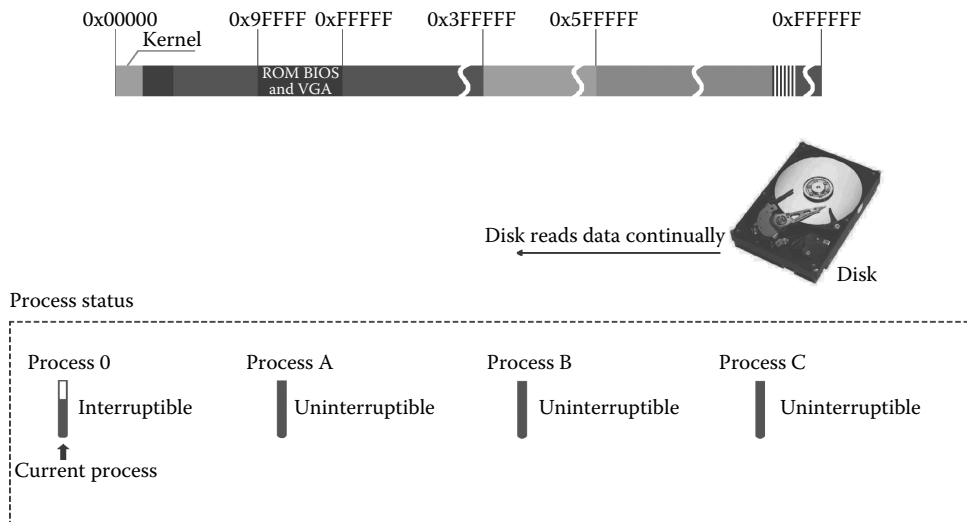 0x00000 0x9FFFF 0xFFFFF 0x3FFFFF 0x5FFFFF 0xFFFFFF
Kernel
ROM BIOS
and VGA
Disk reads data continually
Disk
Process status
Process 0 Process A Process B Process C
Interruptible Uninterruptible Uninterruptible Uninterruptible
Current process